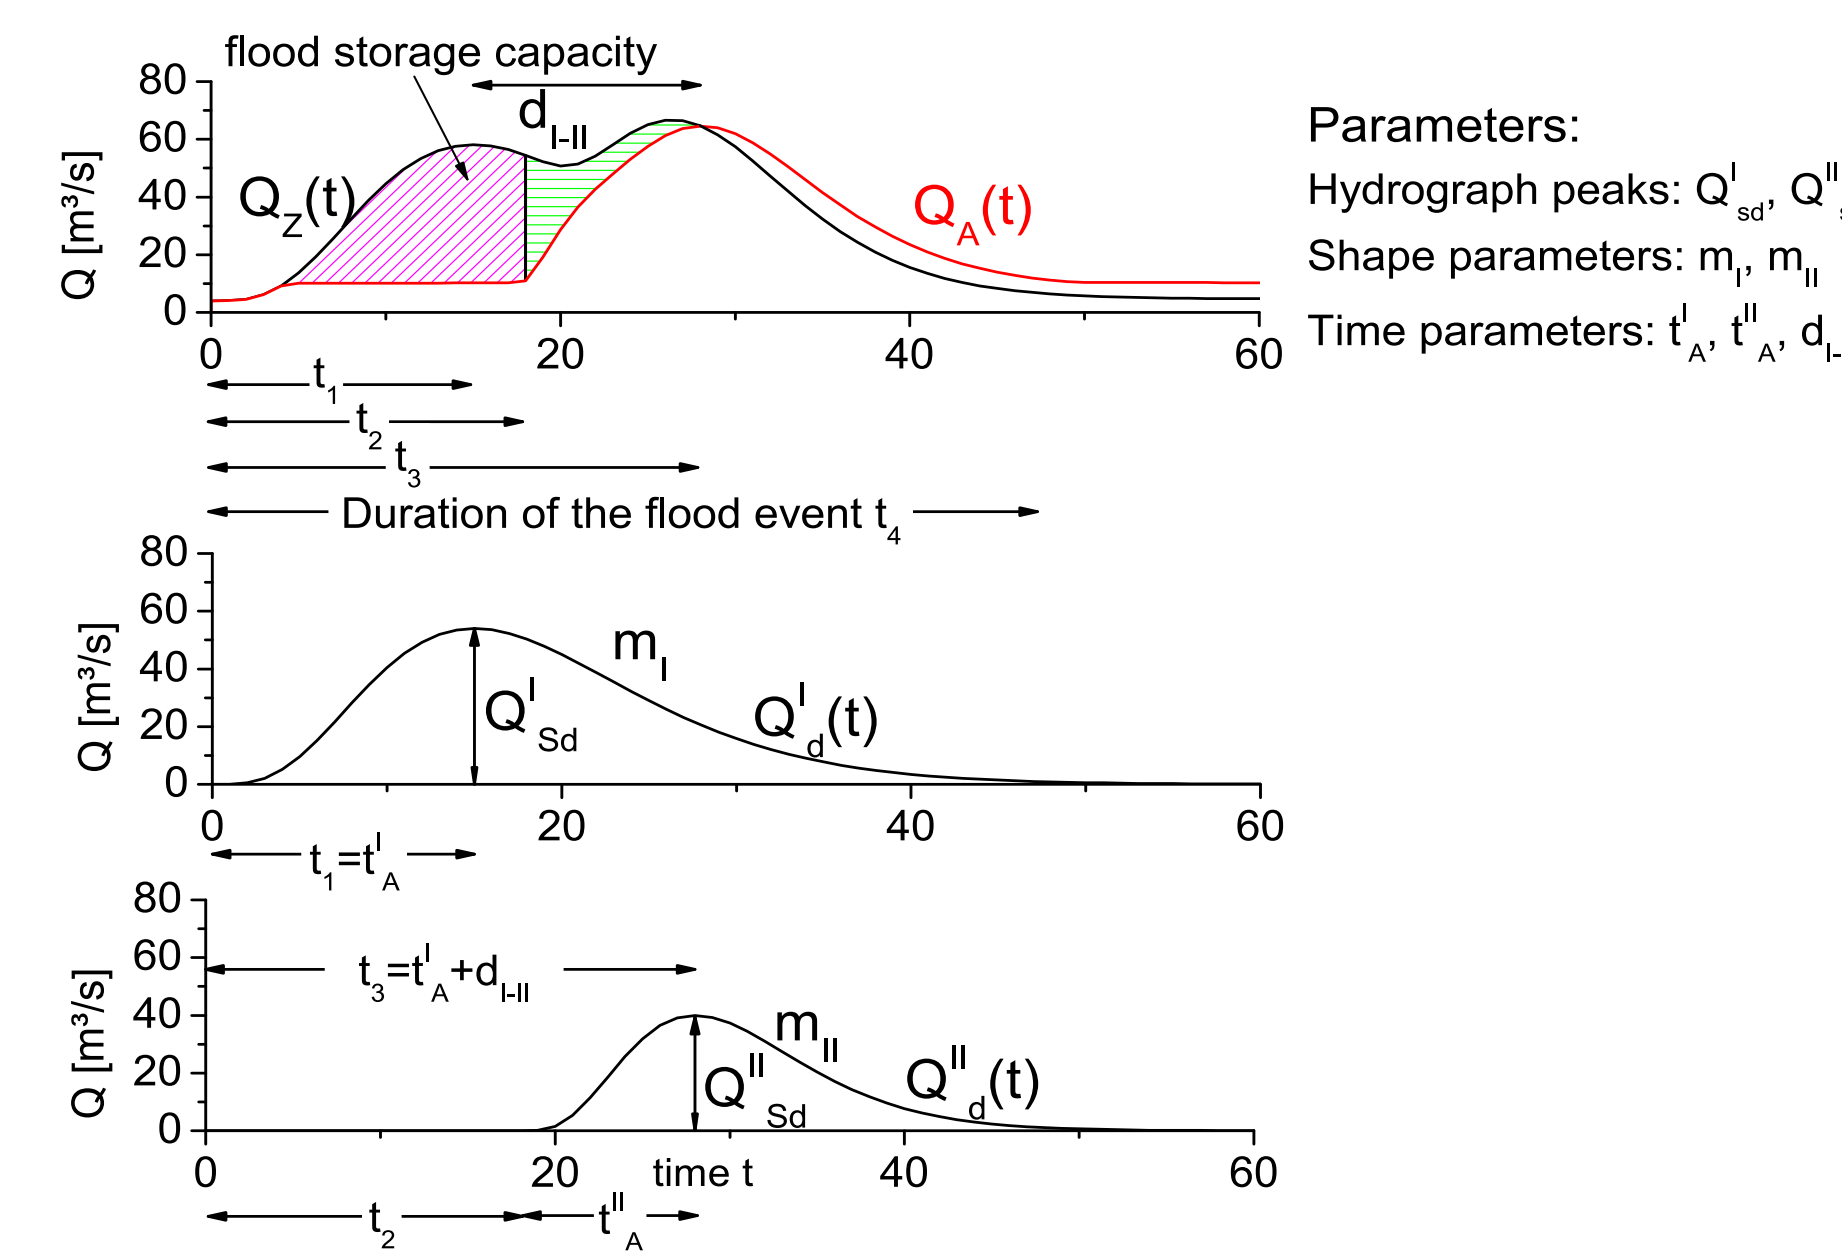 flood storage capacity
d I-II
Q [m³/s]
80
60
40
20
0
Q Z (t)
Q A (t)
0 20 40 60
Parameters:
Hydrograph peaks: Q I sd, Q II s
Shape parameters: m I, m II
Time parameters: t I A, t II A, d I-
t 1
t 2
t 3
Duration of the flood event t 4
Q [m³/s]
80
60
40
20
0
m I
Q I Sd
Q I d (t)
0 20 40 60
t 1 =t I A
Q [m³/s]
80
60
40
20
0
t 3 =t I A +d I-II
m II
Q II Sd
Q II d (t)
0 20 time t 40 60
t 2 t II A